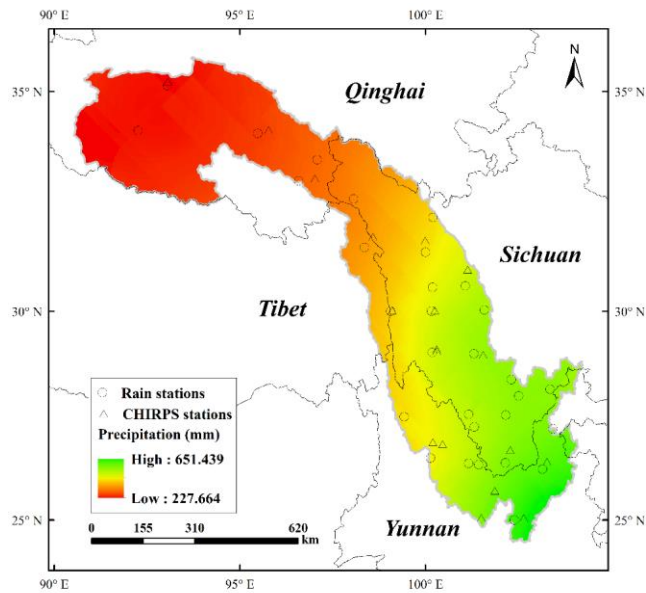 90° E 95° E 100° E
N
35° N 35° N
Qinghai
Sichuan
30° N 30° N
Tibet
Rain stations
CHIRPS stations
Precipitation (mm)
High : 651.439
Low : 227.664
25° N 25° N
0 155 310 620
km
Yunnan
90° E 95° E 100° E